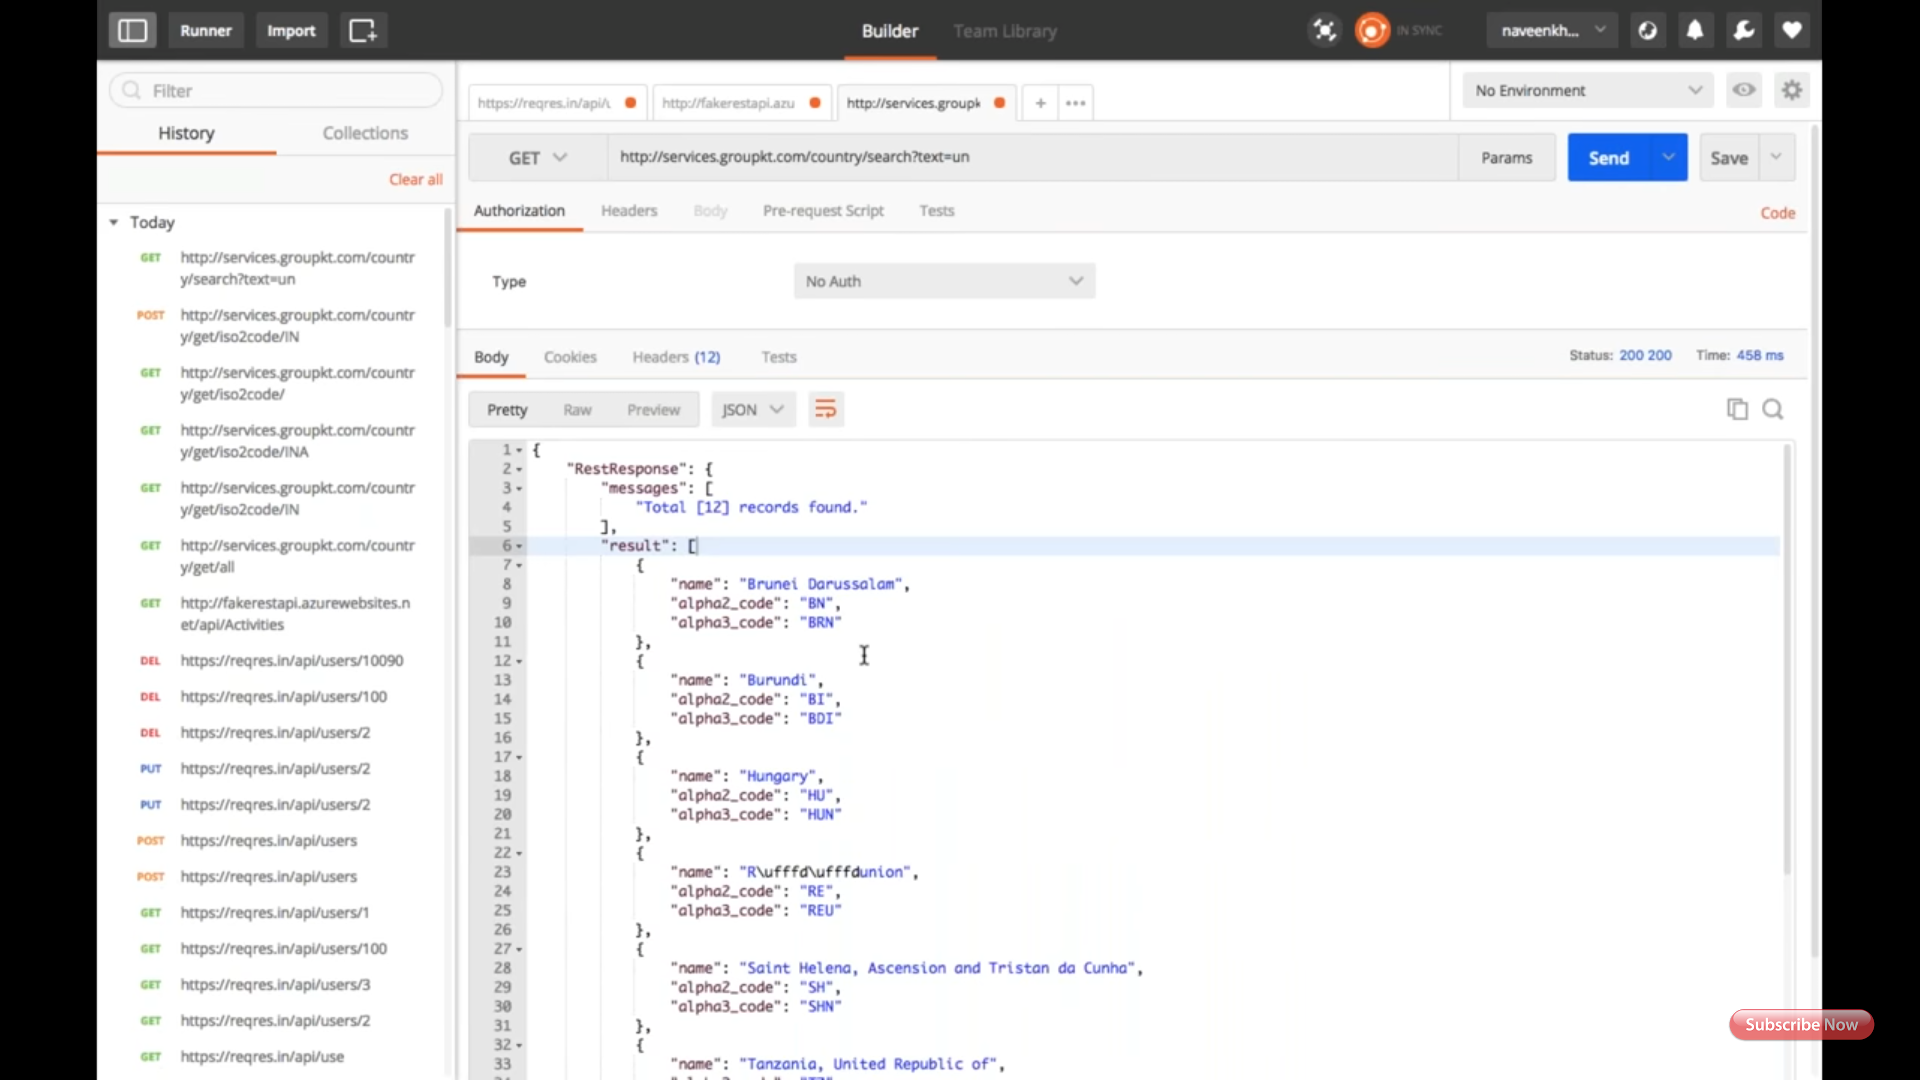 Runner
Import
Builder
Team Library
IN SYNC
naveenkh...
Filter
History
Collections
Clear all
Today
GET http://services.groupkt.com/countr
y/search?text=un
POST http://services.groupkt.com/countr
y/get/iso2code/IN
GET http://services.groupkt.com/countr
y/get/iso2code/
GET http://services.groupkt.com/countr
y/get/iso2code/INA
GET http://services.groupkt.com/countr
y/get/iso2code/IN
GET http://services.groupkt.com/countr
y/get/all
GET http://fakerestapi.azurewebsites.n
et/api/Activities
DEL https://reqres.in/api/users/10090
DEL https://reqres.in/api/users/100
DEL https://reqres.in/api/users/2
PUT https://reqres.in/api/users/2
PUT https://reqres.in/api/users/2
POST https://reqres.in/api/users
POST https://reqres.in/api/users
GET https://reqres.in/api/users/1
GET https://reqres.in/api/users/100
GET https://reqres.in/api/users/3
GET https://reqres.in/api/users/2
GET https://reqres.in/api/use
https://reqres.in/api/u
http://fakerestapi.azu
http://services.groupk
No Environment
GET
http://services.groupkt.com/country/search?text=un
Params
Send
Save
Authorization
Headers
Body
Pre-request Script
Tests
Code
Type
No Auth
Body
Cookies
Headers (12)
Tests
Status: 200 200
Time: 458 ms
Pretty
Raw
Preview
JSON
1 {
2 "RestResponse": {
3 "messages": [
4 "Total [12] records found."
5 ],
6 "result": [
7 {
8 "name": "Brunei Darussalam",
9 "alpha2_code": "BN",
10 "alpha3_code": "BRN"
11 },
12 {
13 "name": "Burundi",
14 "alpha2_code": "BI",
15 "alpha3_code": "BDI"
16 },
17 {
18 "name": "Hungary",
19 "alpha2_code": "HU",
20 "alpha3_code": "HUN"
21 },
22 {
23 "name": "R\ufffd\ufffdunion",
24 "alpha2_code": "RE",
25 "alpha3_code": "REU"
26 },
27 {
28 "name": "Saint Helena, Ascension and Tristan da Cunha",
29 "alpha2_code": "SH",
30 "alpha3_code": "SHN"
31 },
32 {
33 "name": "Tanzania, United Republic of",
Subscribe Now